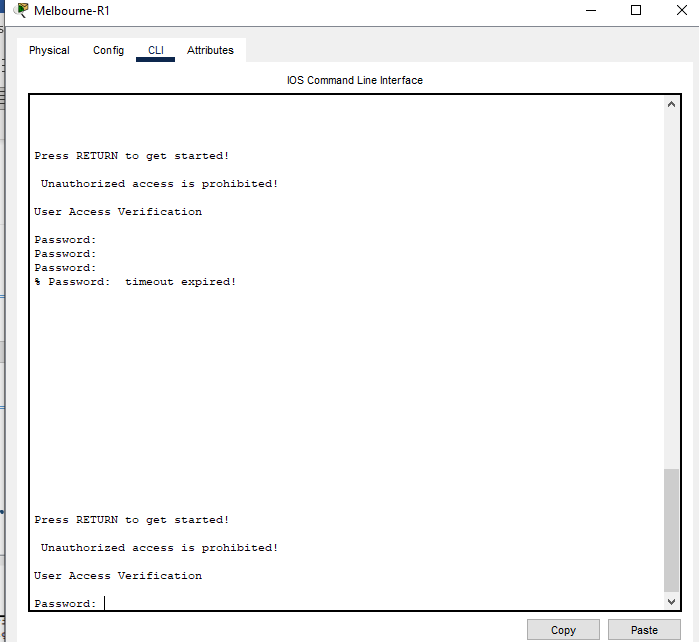 Melbourne-R1
Physical Config CLI Attributes
IOS Command Line Interface
Press RETURN to get started!
Unauthorized access is prohibited!
User Access Verification
Password:
Password:
Password:
% Password:  timeout expired!
Press RETURN to get started!
Unauthorized access is prohibited!
User Access Verification
Password:
Copy Paste